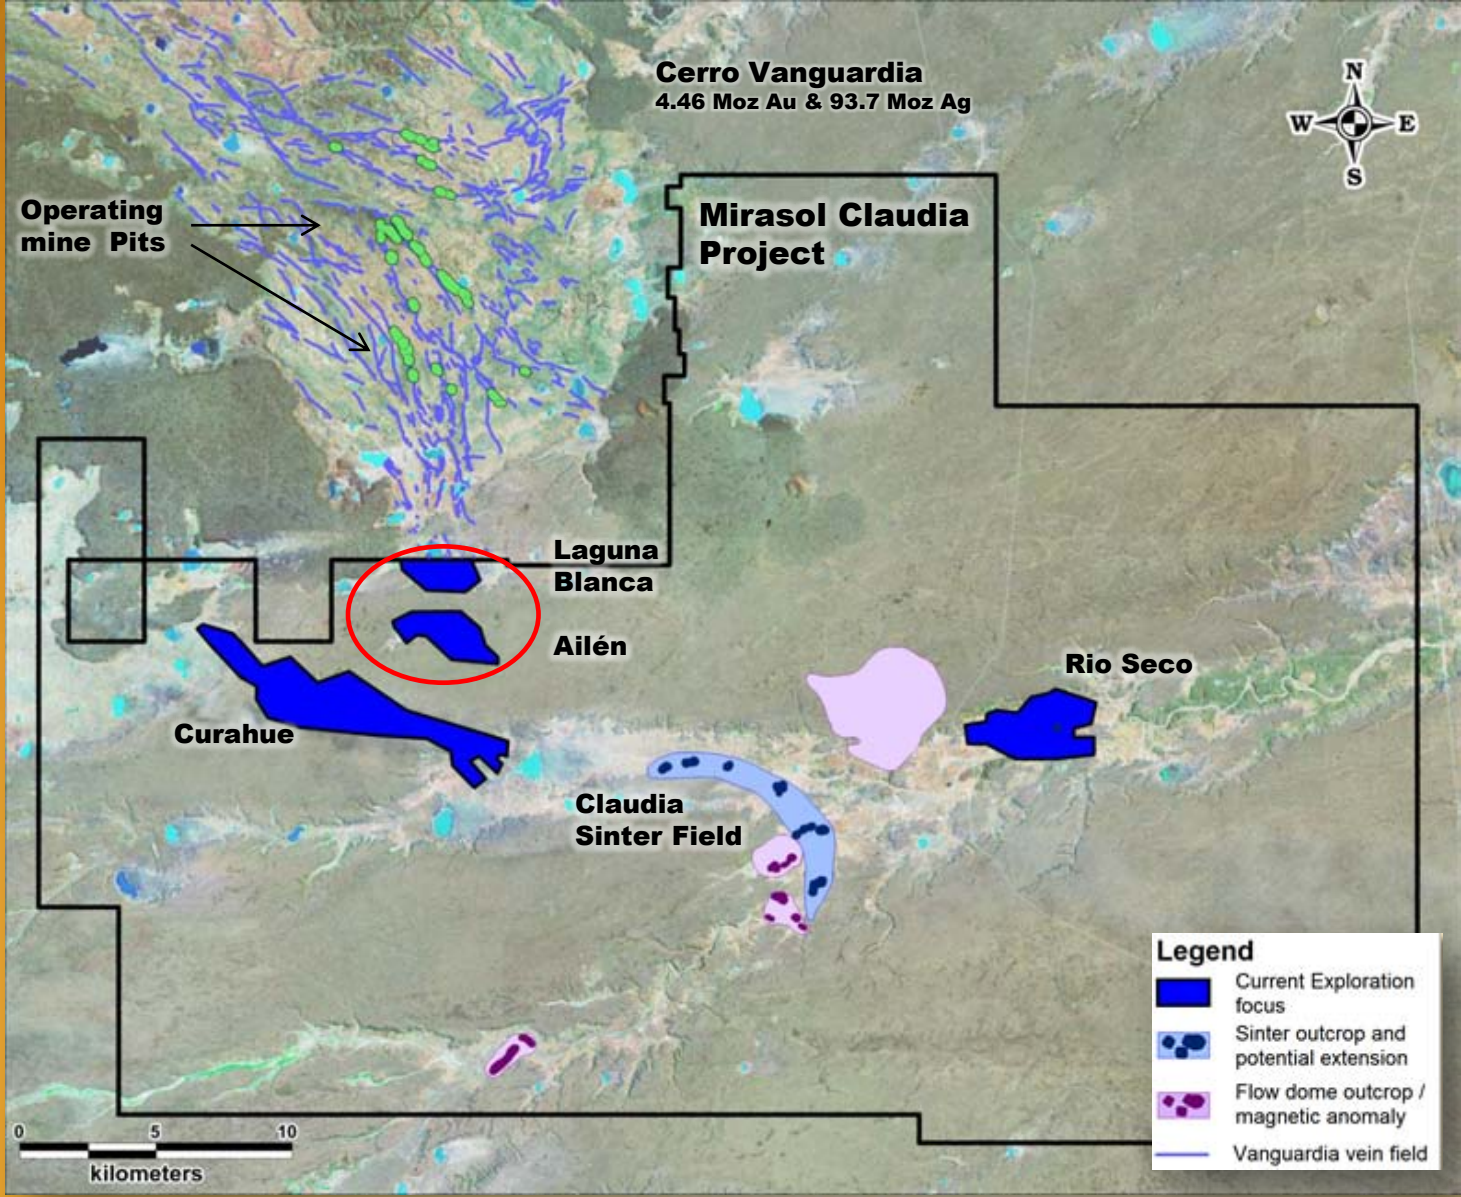 Cerro Vanguardia
4.46 Moz Au & 93.7 Moz Ag
N
W
E
S
Operating
mine Pits
Mirasol Claudia
Project
Laguna
Blanca
Ailén
Rio Seco
Curahue
Claudia
Sinter Field
Legend
Current Exploration
focus
Sinter outcrop and
potential extension
Flow dome outcrop /
magnetic anomaly
Vanguardia vein field
0 5 10
kilometers